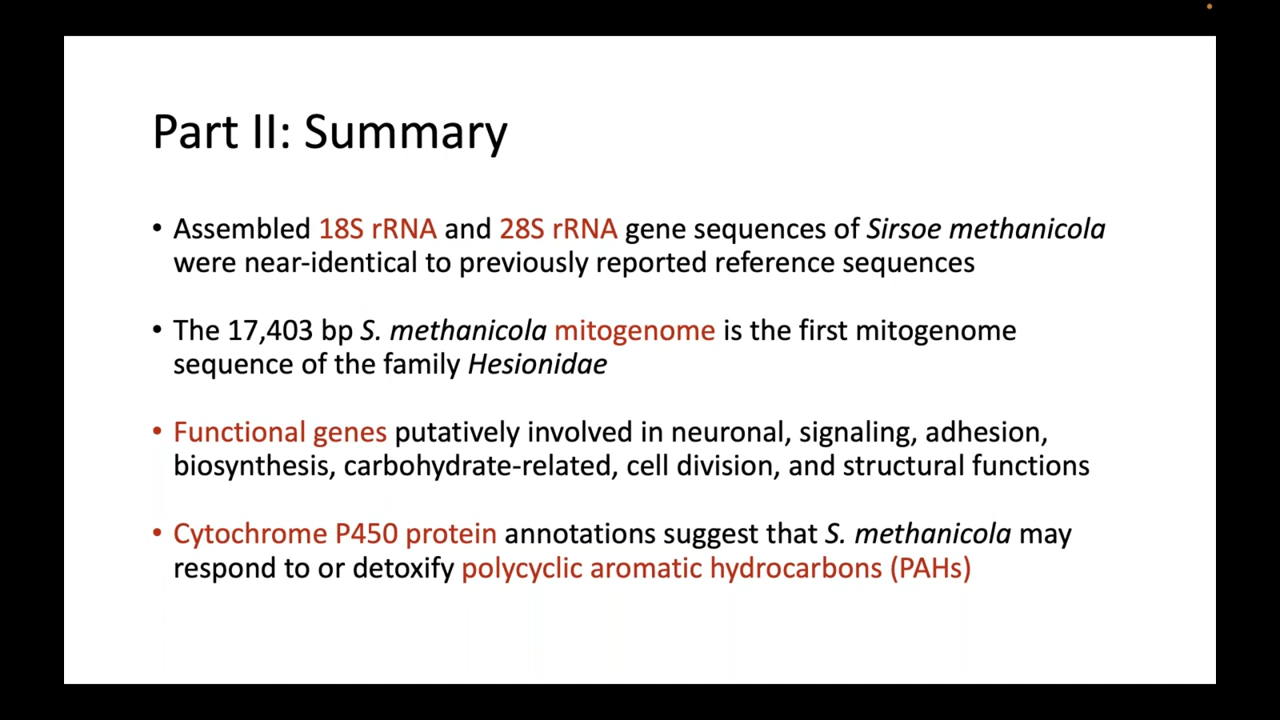 Part II: Summary
• Assembled 18S rRNA and 28S rRNA gene sequences of Sirsoe methanicola
were near-identical to previously reported reference sequences
• The 17,403 bp S. methanicola mitogenome is the first mitogenome
sequence of the family Hesionidae
• Functional genes putatively involved in neuronal, signaling, adhesion,
biosynthesis, carbohydrate-related, cell division, and structural functions
• Cytochrome P450 protein annotations suggest that S. methanicola may
respond to or detoxify polycyclic aromatic hydrocarbons (PAHs)